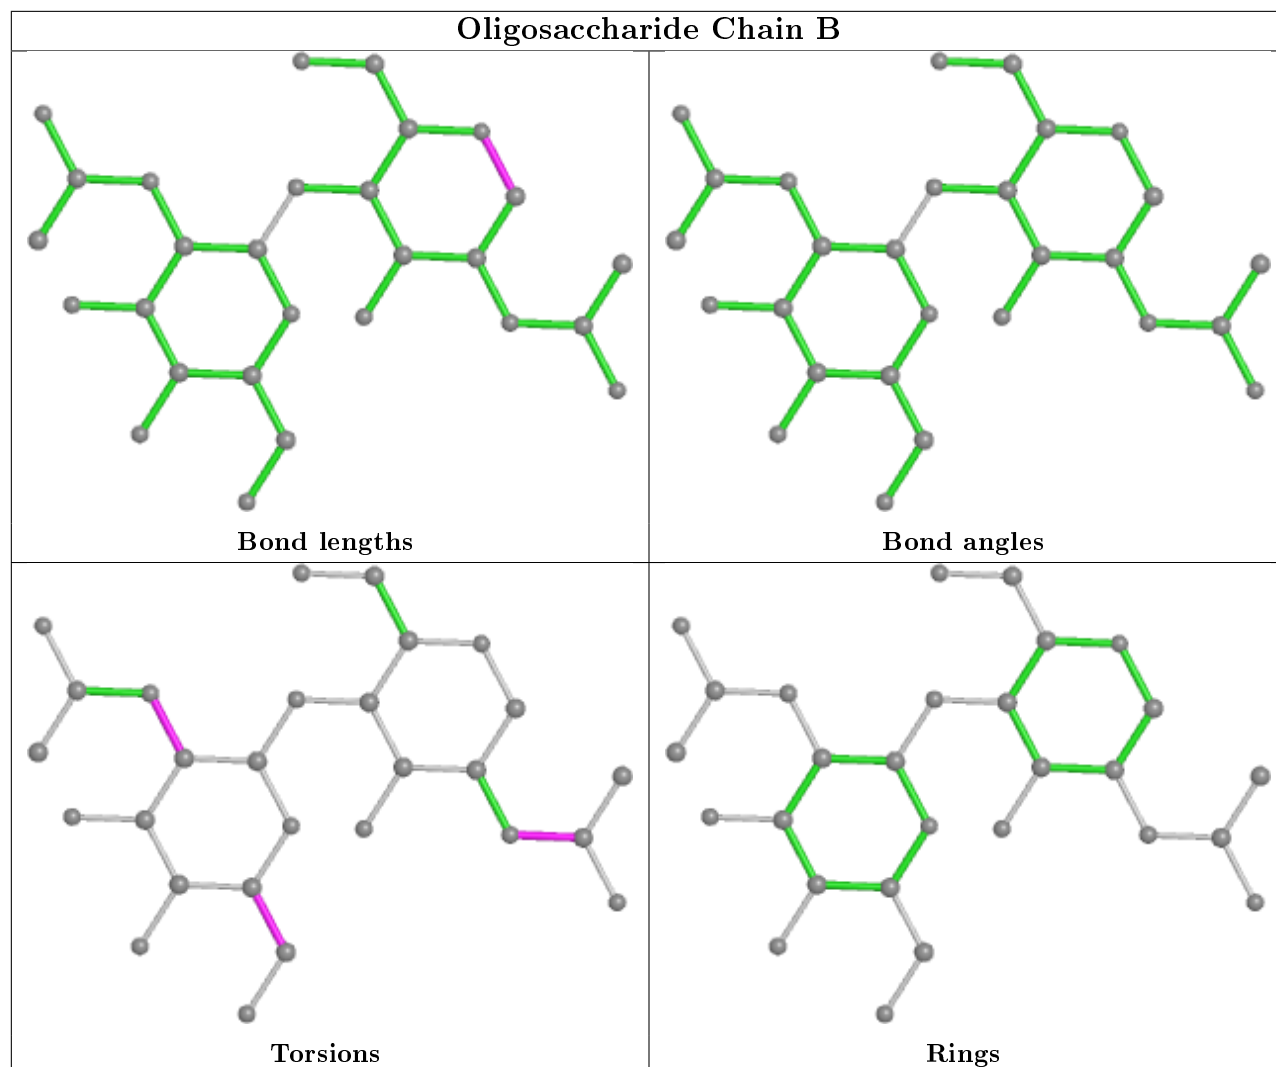 Oligosaccharide Chain B
Bond lengths
Bond angles
Torsions
Rings